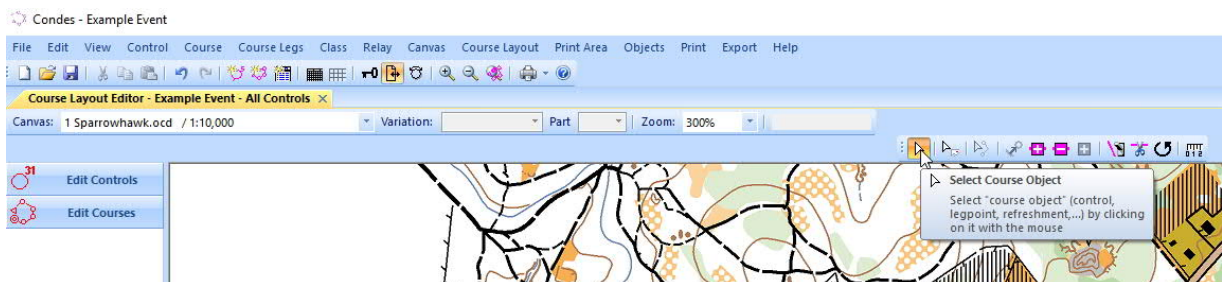 Condes - Example Event
File Edit View Control Course Course Legs Class Relay Canvas Course Layout Print Area Objects Print Export Help
Course Layout Editor - Example Event - All Controls
Canvas: 1 Sparrowhawk.ocd / 1:10,000 Variation: Part Zoom: 300%
31
Edit Controls
Edit Courses
Select Course Object
Select "course object" (control,
legpoint, refreshment,...) by clicking
on it with the mouse